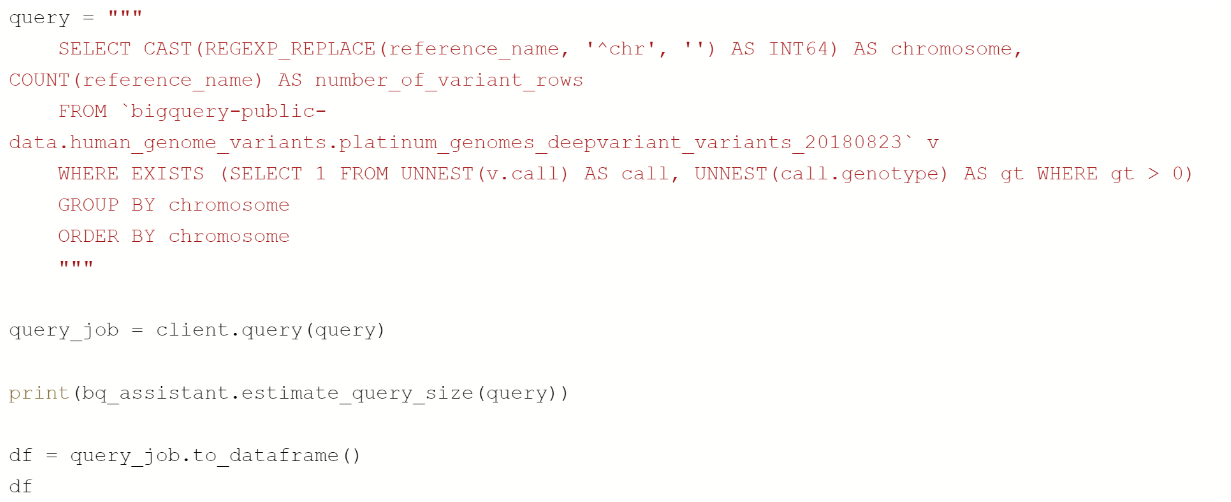 query = """
    SELECT CAST(REGEXP_REPLACE(reference_name, '^chr', '') AS INT64) AS chromosome,
COUNT(reference_name) AS number_of_variant_rows
    FROM `bigquery-public-
data.human_genome_variants.platinum_genomes_deepvariant_variants_20180823` v
    WHERE EXISTS (SELECT 1 FROM UNNEST(v.call) AS call, UNNEST(call.genotype) AS gt WHERE gt > 0)
    GROUP BY chromosome
    ORDER BY chromosome
    """
query_job = client.query(query)
print(bq_assistant.estimate_query_size(query))
df = query_job.to_dataframe()
df